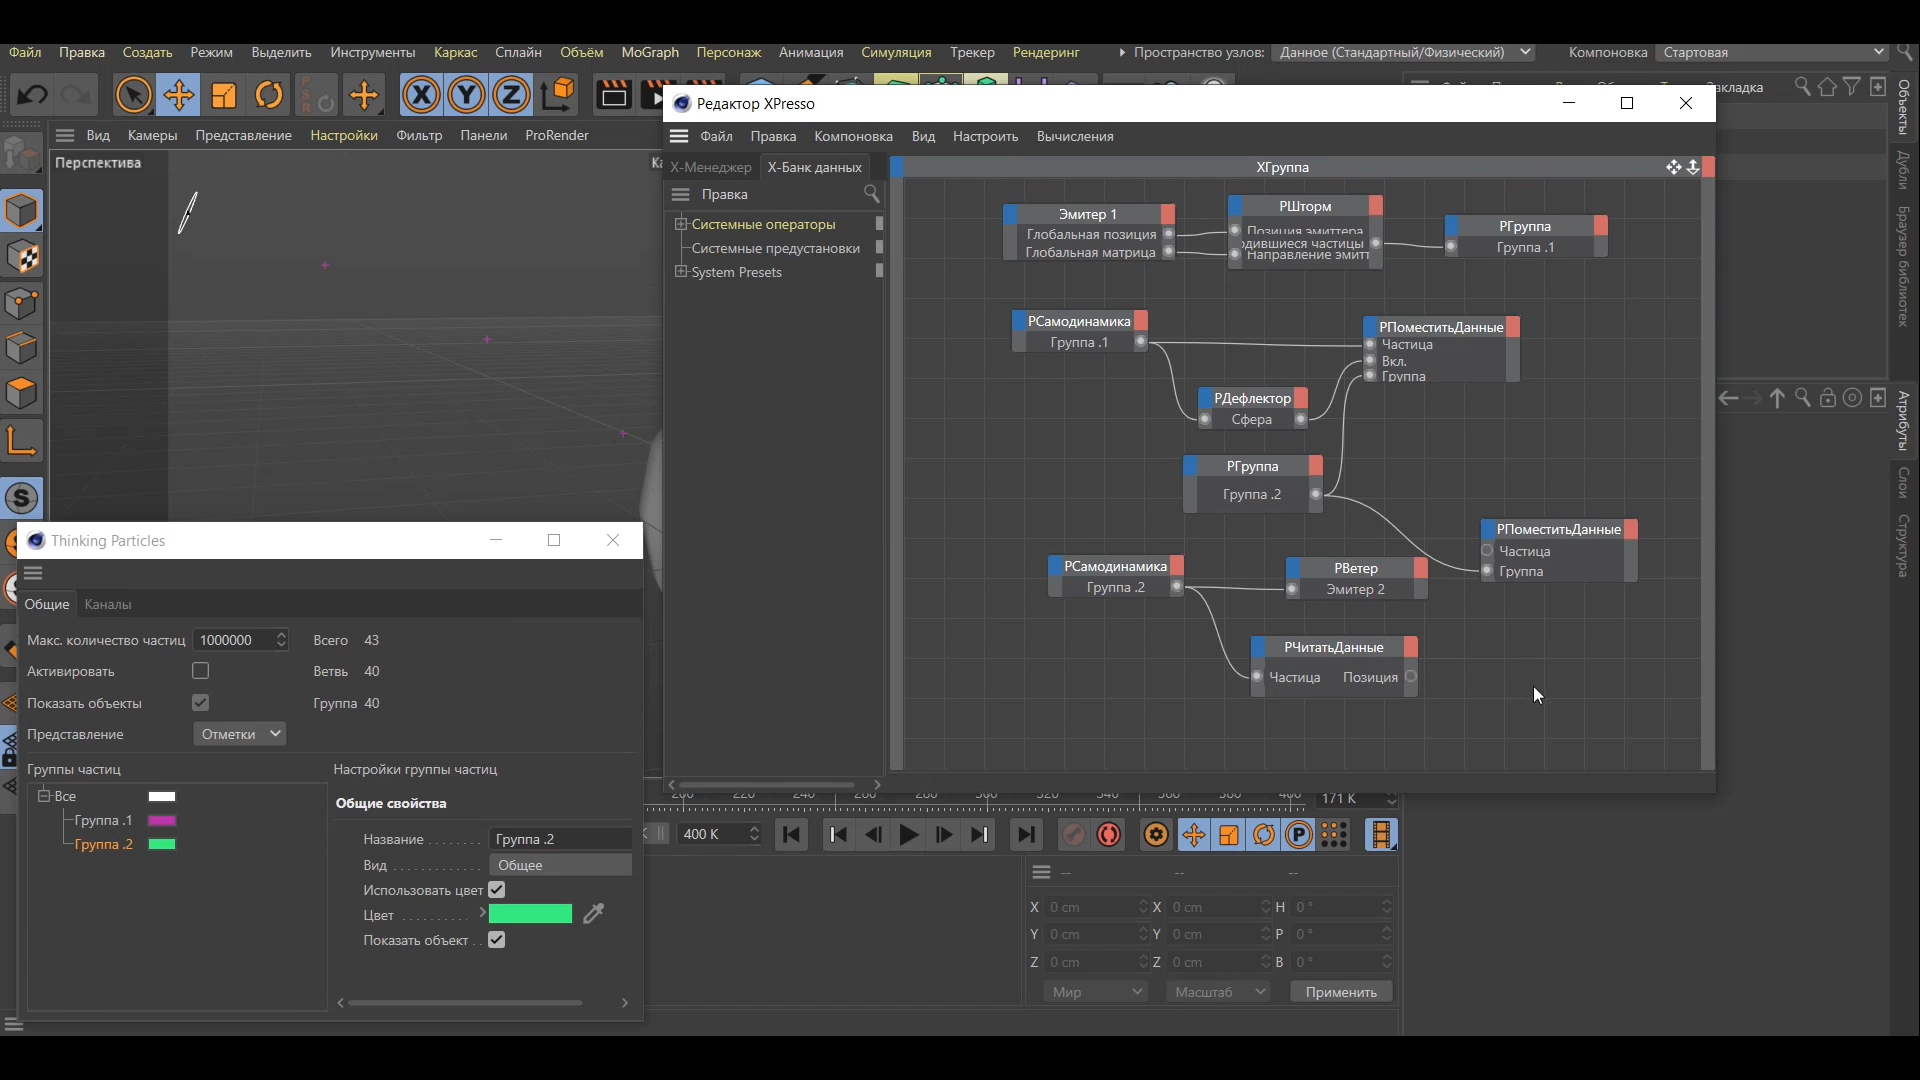 Файл Правка Создать Режим Выделить Инструменты Каркас Сплайн Объём MoGraph Персонаж Анимация Симуляция Трекер Рендеринг Пространство узлов: Данное (Стандартный/Физический) Компоновка Стартовая
X Y Z
Редактор XPresso
Вид Камеры Представление Настройки Фильтр Панели ProRender
Перспектива
Файл Правка Компоновка Вид Настроить Вычисления
X-Менеджер X-Банк данных
Правка
Системные операторы
Системные предустановки
System Presets
XГруппа
Эмитер 1
Глобальная позиция
Глобальная матрица
PШторм
Позиция эмиттера
одившиеся частицы
Направление эмитт
PГруппа
Группа .1
PСамодинамика
Группа .1
PПоместитьДанные
Частица
Вкл.
Группа
PДефлектор
Сфера
PГруппа
Группа .2
PПоместитьДанные
Частица
Группа
PСамодинамика
Группа .2
PВетер
Эмитер 2
PЧитатьДанные
Частица Позиция
Объекты
Дубли
Браузер библиотек
Атрибуты
Слои
Структура
Thinking Particles
Общие Каналы
Макс. количество частиц 1000000 Всего 43
Активировать Ветвь 40
Показать объекты Группа 40
Представление Отметки
Группы частиц Настройки группы частиц
Все
Группа .1
Группа .2
Общие свойства
Название Группа .2
Вид Общее
Использовать цвет
Цвет
Показать объект
171 K
400 K
-- -- --
X 0 cm X 0 cm H 0 °
Y 0 cm Y 0 cm P 0 °
Z 0 cm Z 0 cm B 0 °
Мир Масштаб Применить